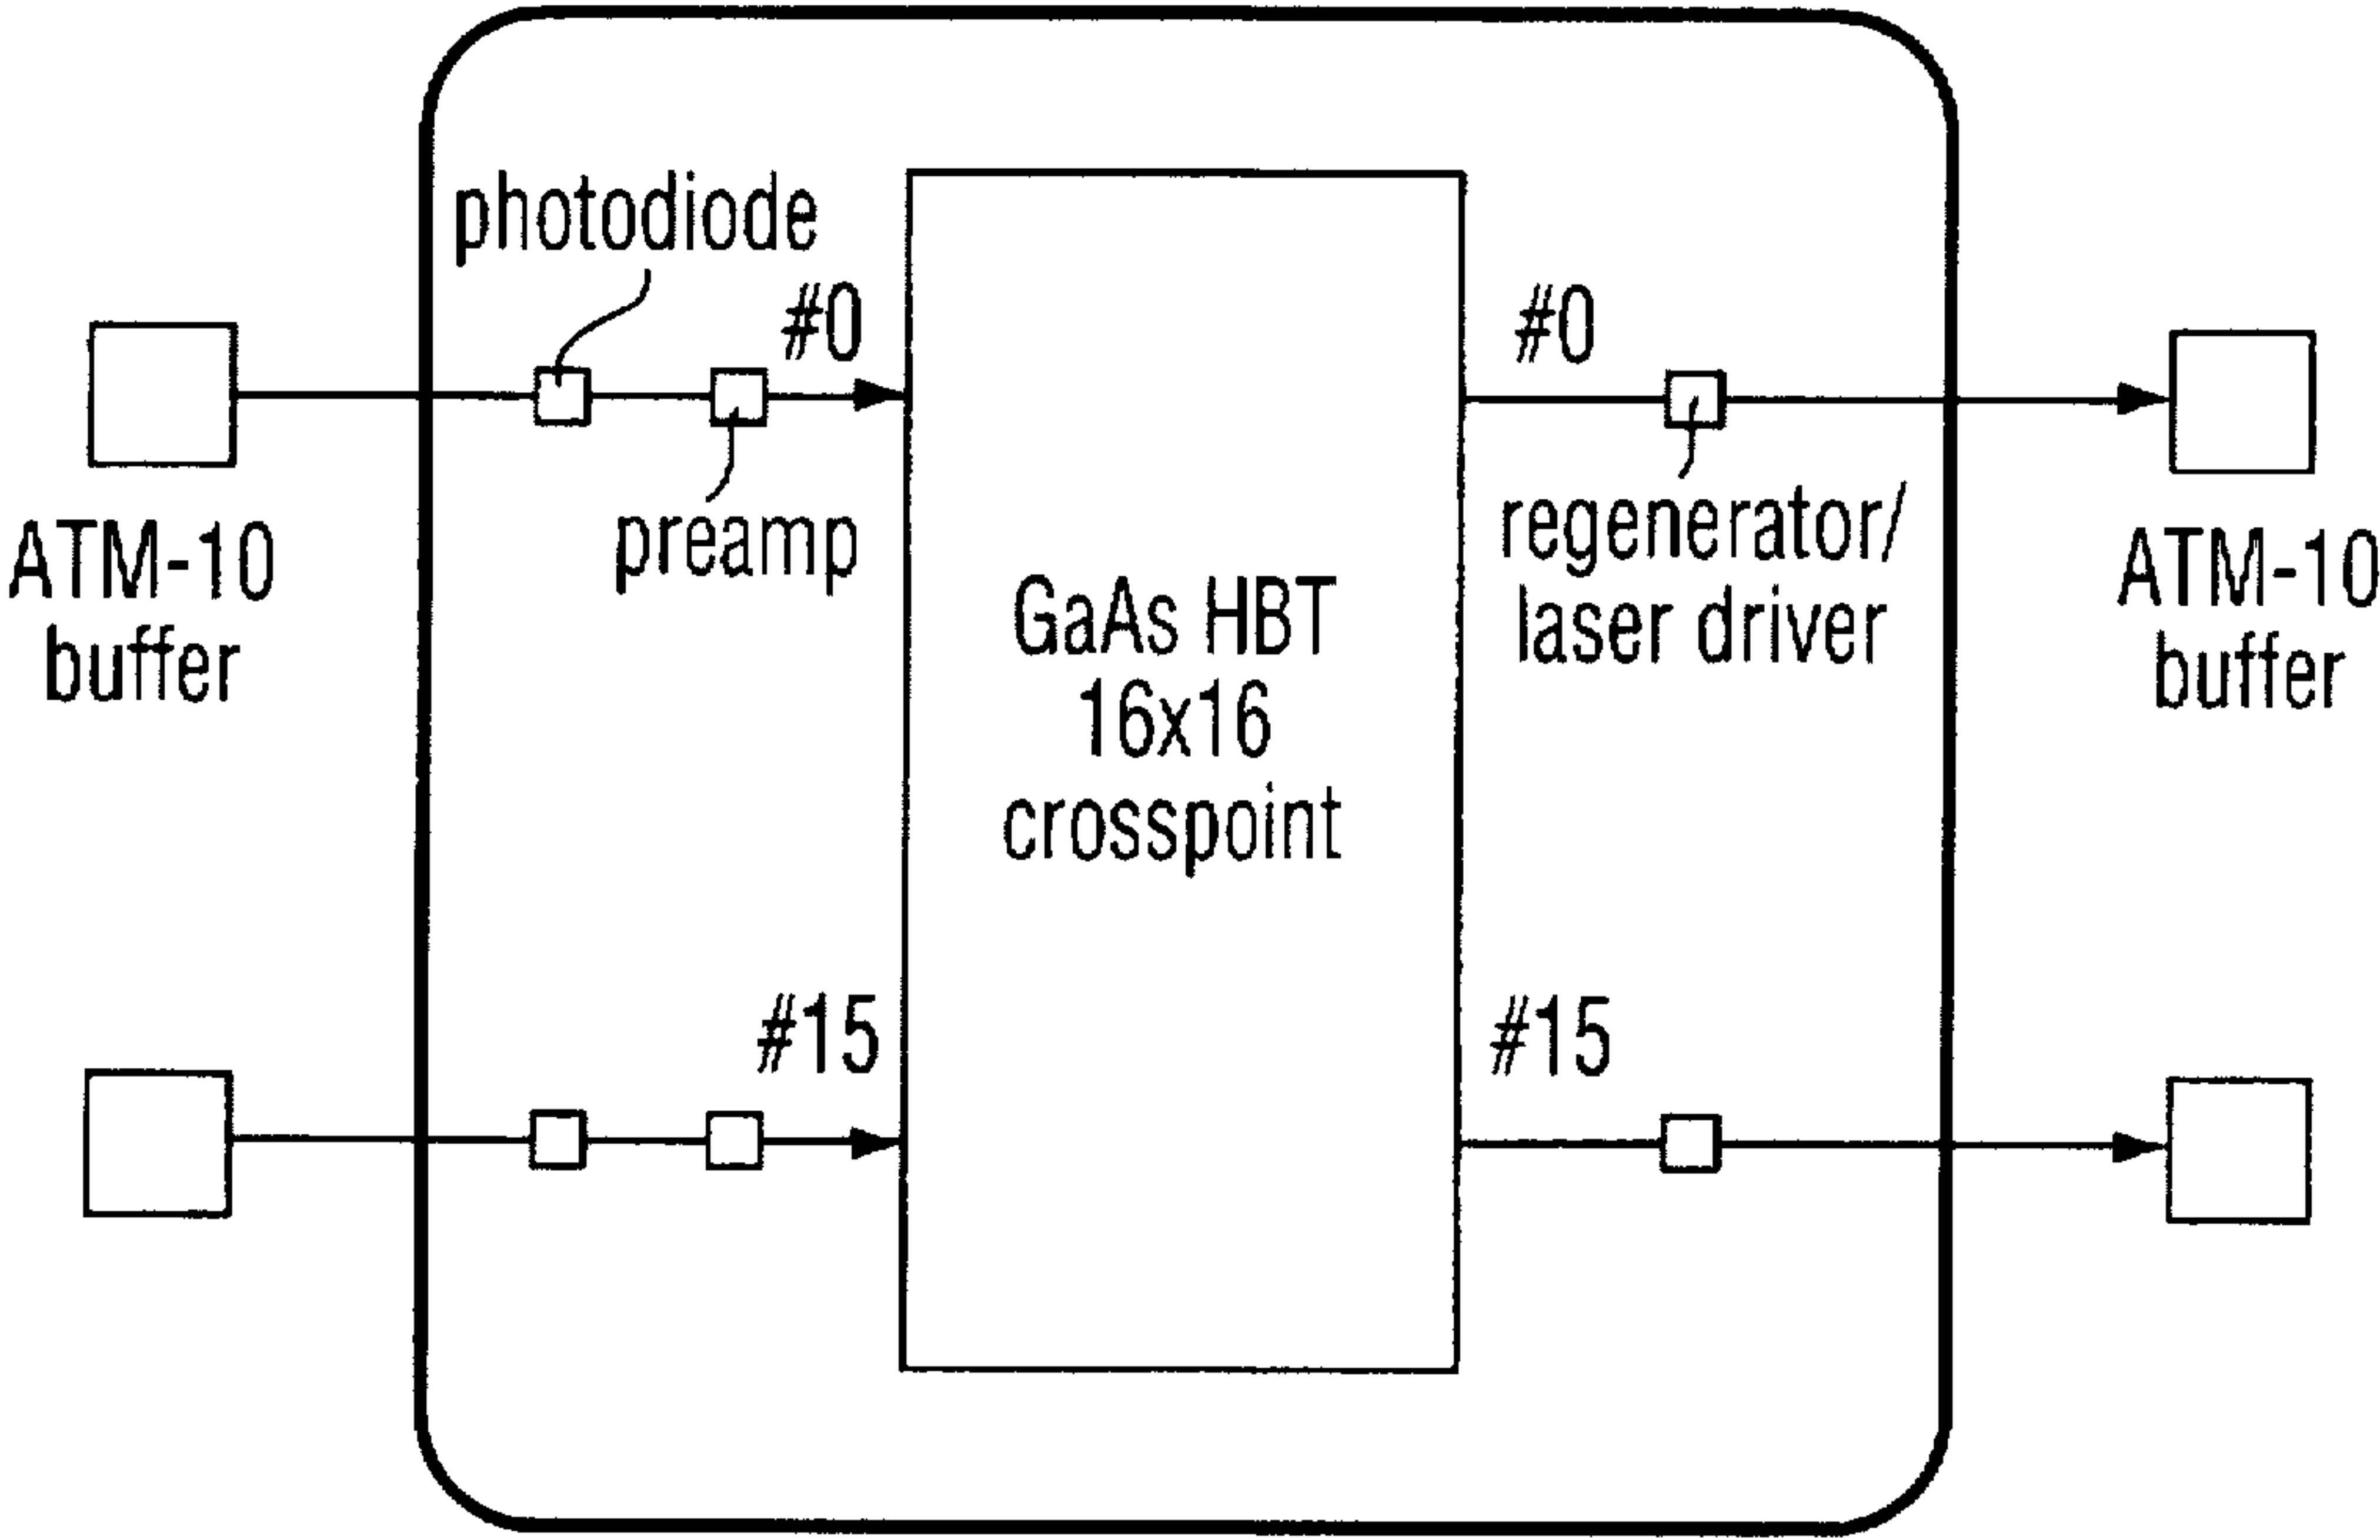 photodiode
#0
#0
preamp
regenerator/
laser driver
ATM-10
buffer
GaAs HBT
16x16
crosspoint
ATM-10
buffer
#15
#15